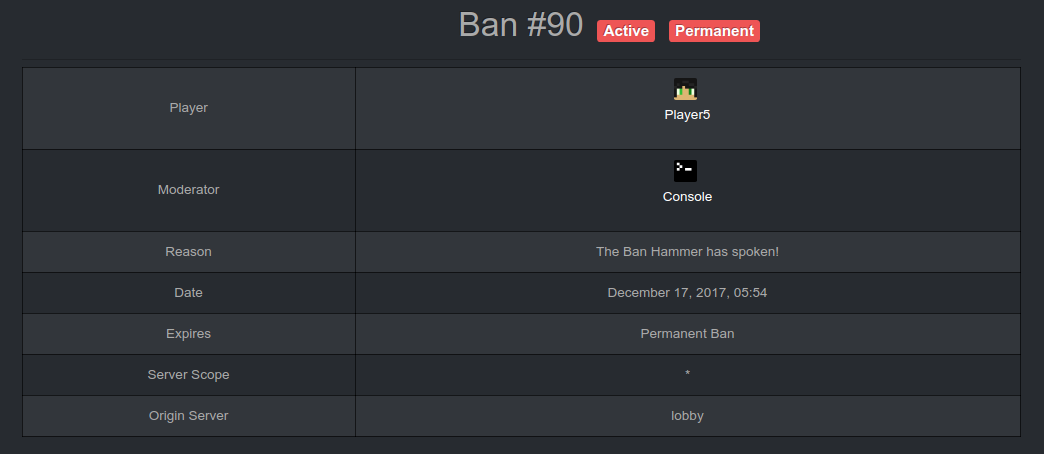 Ban #90 Active Permanent
Player
Player5
Moderator
Console
Reason The Ban Hammer has spoken!
Date December 17, 2017, 05:54
Expires Permanent Ban
Server Scope *
Origin Server lobby